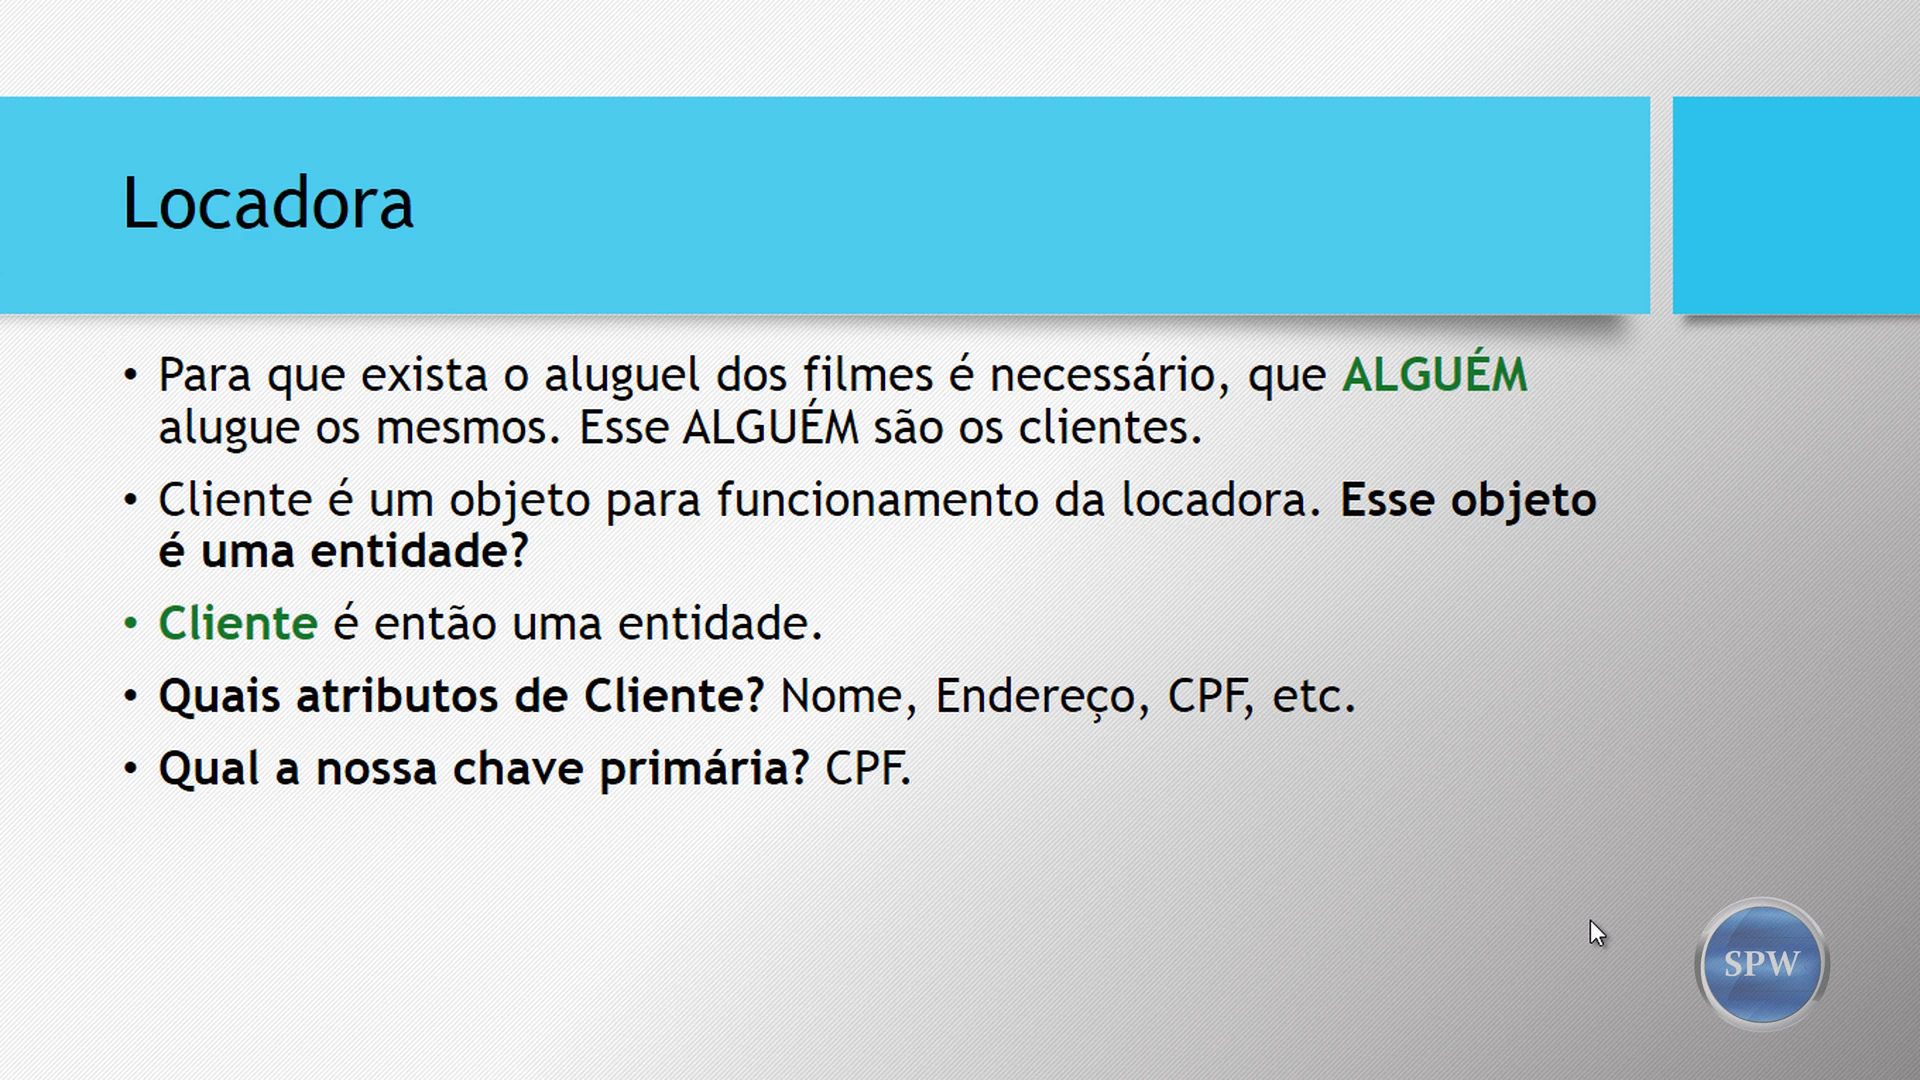 Locadora
• Para que exista o aluguel dos filmes é necessário, que ALGUÉM
alugue os mesmos. Esse ALGUÉM são os clientes.
• Cliente é um objeto para funcionamento da locadora. Esse objeto
é uma entidade?
• Cliente é então uma entidade.
• Quais atributos de Cliente? Nome, Endereço, CPF, etc.
• Qual a nossa chave primária? CPF.
SPW